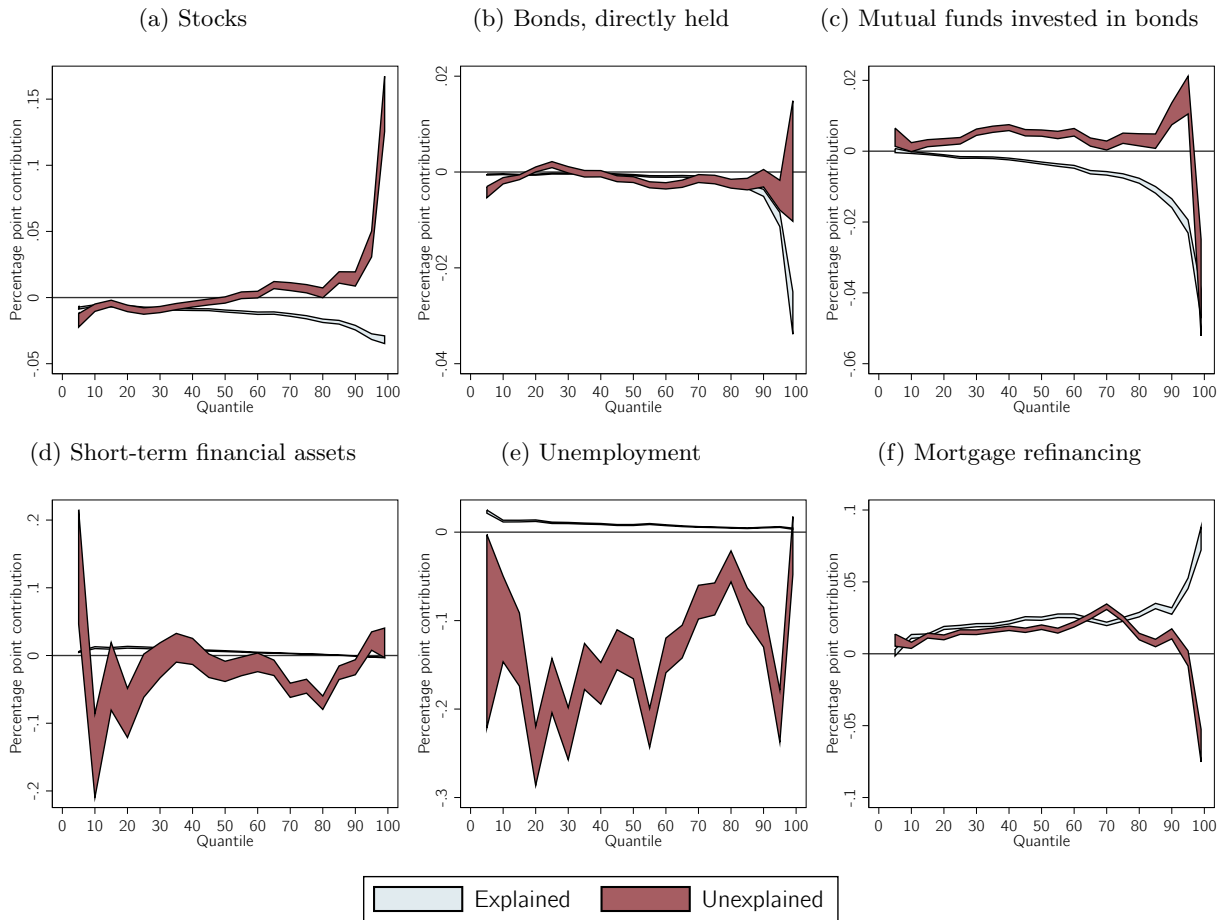 (a) Stocks
Percentage point contribution
.15
.1
.05
0
-.05
0 10 20 30 40 50 60 70 80 90 100
Quantile
(b) Bonds, directly held
Percentage point contribution
.02
0
-.02
-.04
0 10 20 30 40 50 60 70 80 90 100
Quantile
(c) Mutual funds invested in bonds
Percentage point contribution
.02
0
-.02
-.04
-.06
0 10 20 30 40 50 60 70 80 90 100
Quantile
(d) Short-term financial assets
Percentage point contribution
.2
.1
0
-.1
-.2
0 10 20 30 40 50 60 70 80 90 100
Quantile
(e) Unemployment
Percentage point contribution
0
-.1
-.2
-.3
0 10 20 30 40 50 60 70 80 90 100
Quantile
(f) Mortgage refinancing
Percentage point contribution
.1
.05
0
-.05
-.1
0 10 20 30 40 50 60 70 80 90 100
Quantile
Explained Unexplained